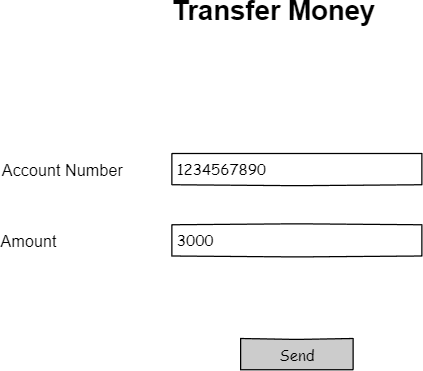 Transfer Money
Account Number 1234567890
Amount 3000
Send